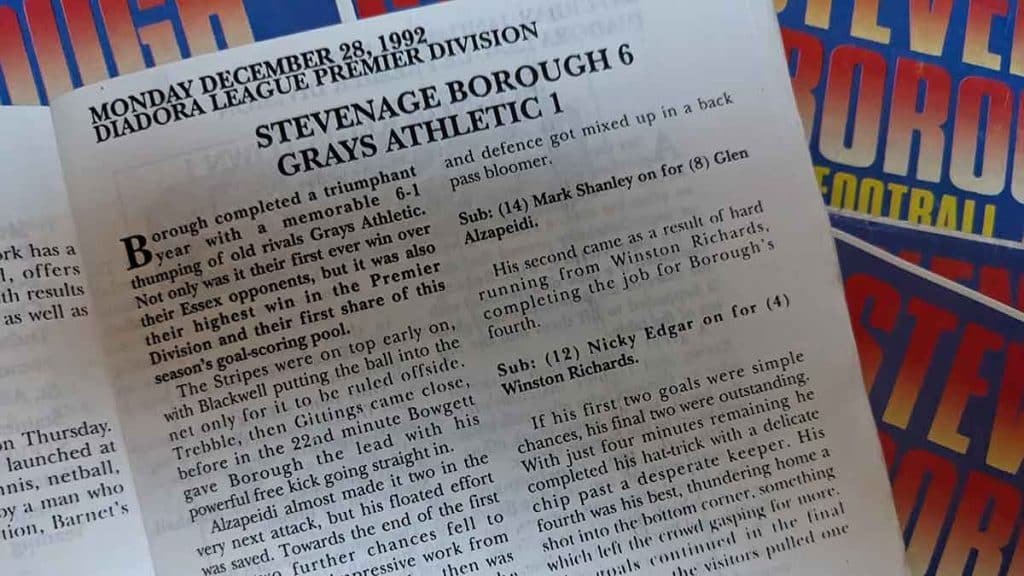 MONDAY DECEMBER 28, 1992
DIADORA LEAGUE PREMIER DIVISION
STEVENAGE BOROUGH 6
GRAYS ATHLETIC 1
Borough completed a triumphant
year with a memorable 6-1
thumping of old rivals Grays Athletic.
Not only was it their first ever win over
their Essex opponents, but it was also
their highest win in the Premier
Division and their first share of this
season's goal-scoring pool.
The Stripes were on top early on,
with Blackwell putting the ball into the
net only for it to be ruled offside.
Trebble, then Gittings came close,
before in the 22nd minute Bowgett
gave Borough the lead with his
powerful free kick going straight in.
Alzapeidi almost made it two in the
very next attack, but his floated effort
was saved. Towards the end of the first
further chances fell to
work from
then was
and defence got mixed up in a back
pass bloomer.
Sub: (14) Mark Shanley on for (8) Glen
Alzapeidi.
His second came as a result of hard
running from Winston Richards,
completing the job for Borough's
fourth.
Sub: (12) Nicky Edgar on for (4)
Winston Richards.
If his first two goals were simple
chances, his final two were outstanding.
With just four minutes remaining he
completed his hat-trick with a delicate
chip past a desperate keeper. His
fourth was his best, thundering home a
shot into the bottom corner, something
which left the crowd gasping for more.
goals continued in the final
the visitors pulled one
ork has a
l, offers
th results
as well as
on Thursday.
launched at
nnis, netball,
by a man who
tion, Barnet's
OUGH
STEVE
BOROU
FOOTBALL
STEV
BORO